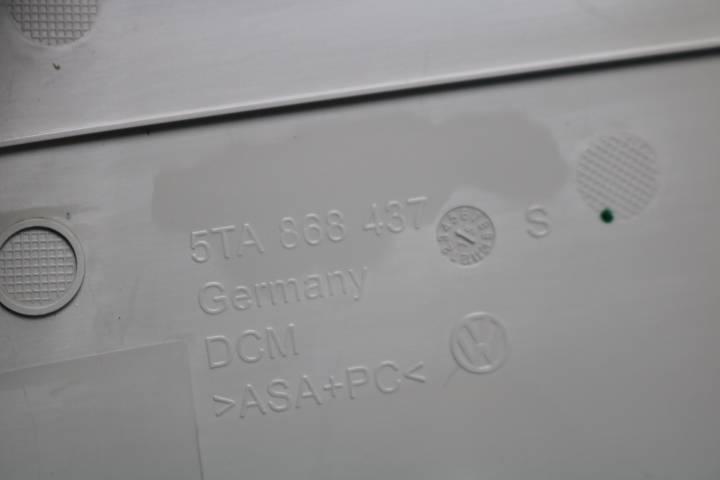 5TA 868 437 S
Germany
DCM
>ASA+PC<